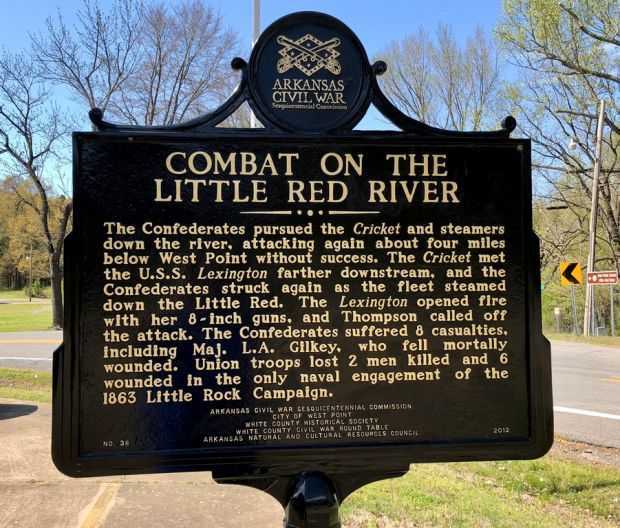 ARKANSAS
CIVIL WAR
Sesquicentennial Commission
COMBAT ON THE
LITTLE RED RIVER
The Confederates pursued the Cricket and steamers
down the river, attacking again about four miles
below West Point without success. The Cricket met
the U.S.S. Lexington farther downstream, and the
Confederates struck again as the fleet steamed
down the Little Red. The Lexington opened fire
with her 8-inch guns, and Thompson called off
the attack. The Confederates suffered 8 casualties,
including Maj. L.A. Gilkey, who fell mortally
wounded. Union troops lost 2 men killed and 6
wounded in the only naval engagement of the
1863 Little Rock Campaign.
ARKANSAS CIVIL WAR SESQUICENTENNIAL COMMISSION
CITY OF WEST POINT
WHITE COUNTY HISTORICAL SOCIETY
WHITE COUNTY CIVIL WAR ROUND TABLE
ARKANSAS NATURAL AND CULTURAL RESOURCES COUNCIL
NO. 36
2012